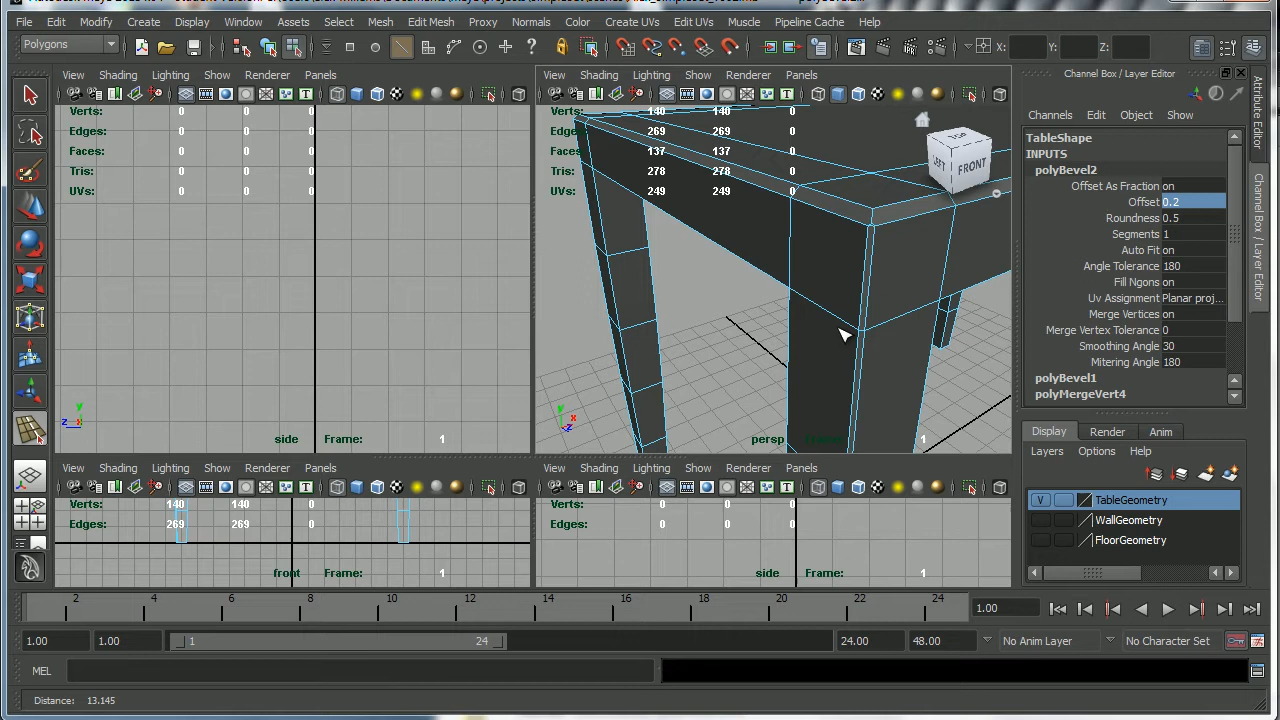 File Edit Modify Create Display Window Assets Select Mesh Edit Mesh Proxy Normals Color Create UVs Edit UVs Muscle Pipeline Cache Help
Polygons
X: Y: Z:
View Shading Lighting Show Renderer Panels
View Shading Lighting Show Renderer Panels
Verts: 0 0 0
Edges: 0 0 0
Faces: 0 0 0
Tris: 0 0 0
UVs: 0 0 0
side Frame: 1
Verts: 140 140 0
Edges: 269 269 0
Faces: 137 137 0
Tris: 278 278 0
UVs: 249 249 0
TOP
LEFT
FRONT
persp Frame: 1
View Shading Lighting Show Renderer Panels
View Shading Lighting Show Renderer Panels
Verts: 140 140 0
Edges: 269 269 0
front Frame: 1
Verts: 0 0 0
Edges: 0 0 0
side Frame: 1
Channel Box / Layer Editor
Channels Edit Object Show
TableShape
INPUTS
polyBevel2
Offset As Fraction on
Offset 0.2
Roundness 0.5
Segments 1
Auto Fit on
Angle Tolerance 180
Fill Ngons on
Uv Assignment Planar proj...
Merge Vertices on
Merge Vertex Tolerance 0
Smoothing Angle 30
Mitering Angle 180
polyBevel1
polyMergeVert4
Display Render Anim
Layers Options Help
V TableGeometry
WallGeometry
FloorGeometry
Attribute Editor
Channel Box / Layer Editor
2 4 6 8 10 12 14 16 18 20 22 24
1.00
1.00 1.00 1 24 24.00 48.00 No Anim Layer No Character Set
MEL
Distance: 13.145